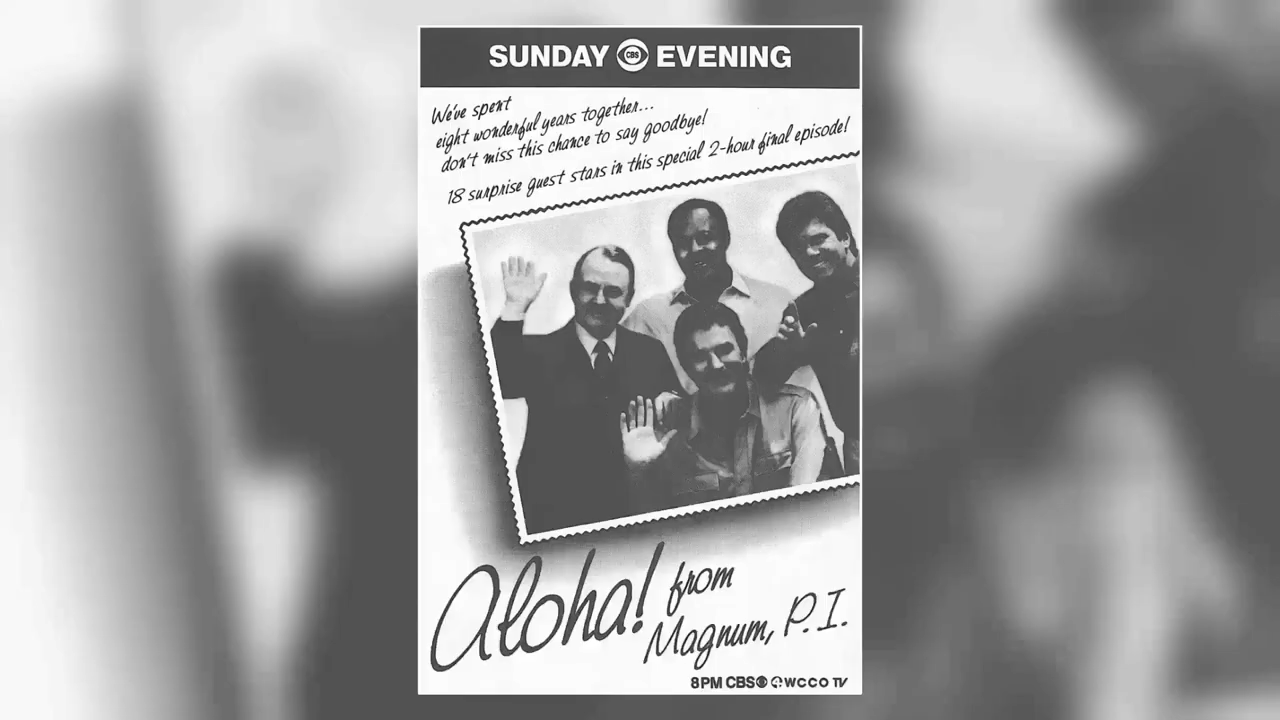 SUNDAY CBS EVENING
We've spent
eight wonderful years together...
don't miss this chance to say goodbye!
18 surprise guest stars in this special 2-hour final episode!
Aloha! from
Magnum, P.I.
8PM CBS 4 WCCO TV